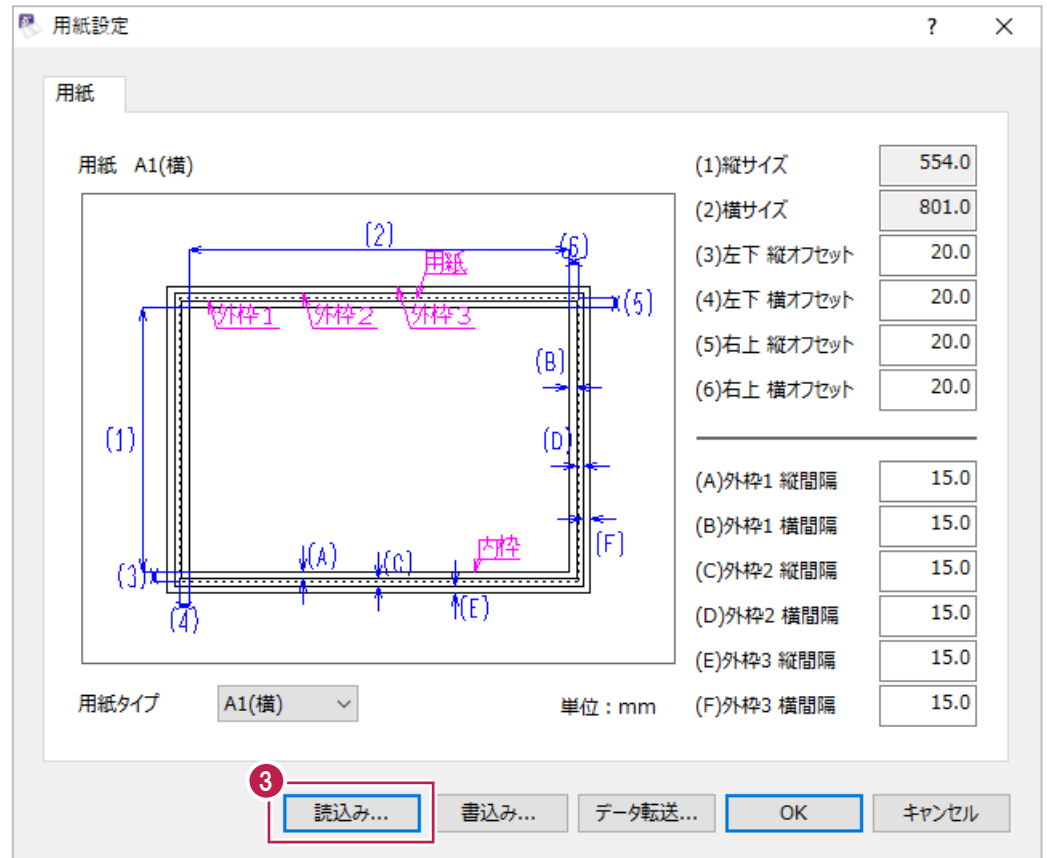 用紙設定
?
用紙
用紙 A1(横)
(2)
(6)
用紙
(5)
外枠1
外枠2
外枠3
(B)
(1)
(D)
(F)
内枠
(A)
(C)
(3)
(4)
(E)
(1)縦サイズ 554.0
(2)横サイズ 801.0
(3)左下 縦オフセット 20.0
(4)左下 横オフセット 20.0
(5)右上 縦オフセット 20.0
(6)右上 横オフセット 20.0
(A)外枠1 縦間隔 15.0
(B)外枠1 横間隔 15.0
(C)外枠2 縦間隔 15.0
(D)外枠2 横間隔 15.0
(E)外枠3 縦間隔 15.0
(F)外枠3 横間隔 15.0
用紙タイプ A1(横)
単位：mm
3
読込み...
書込み...
データ転送...
OK
キャンセル